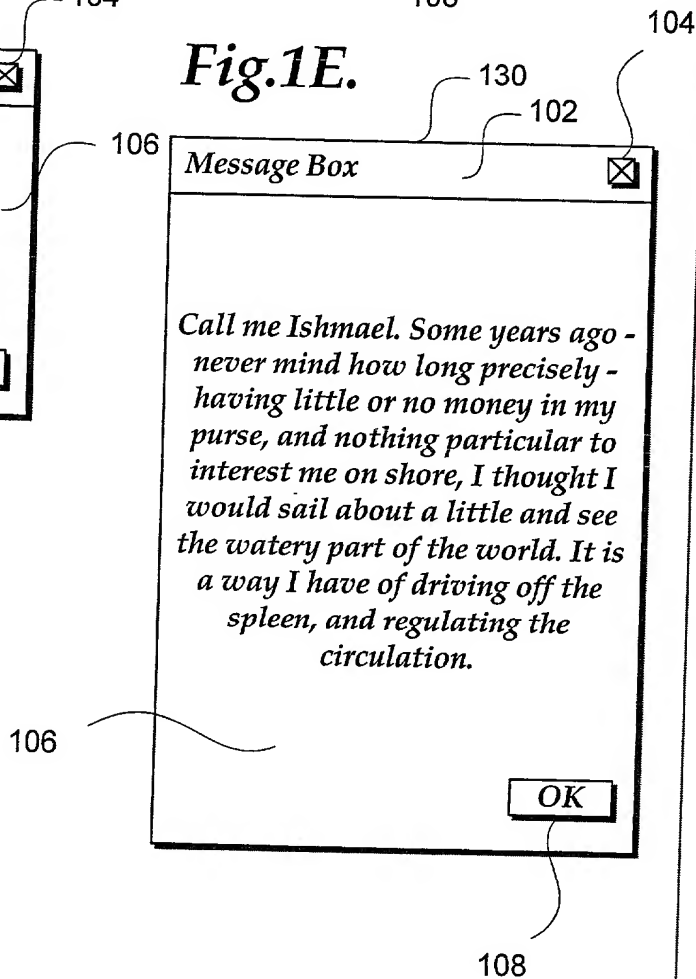 104
Fig.1E.
130
102
106
Message Box
Call me Ishmael. Some years ago -
never mind how long precisely -
having little or no money in my
purse, and nothing particular to
interest me on shore, I thought I
would sail about a little and see
the watery part of the world. It is
a way I have of driving off the
spleen, and regulating the
circulation.
106
OK
108